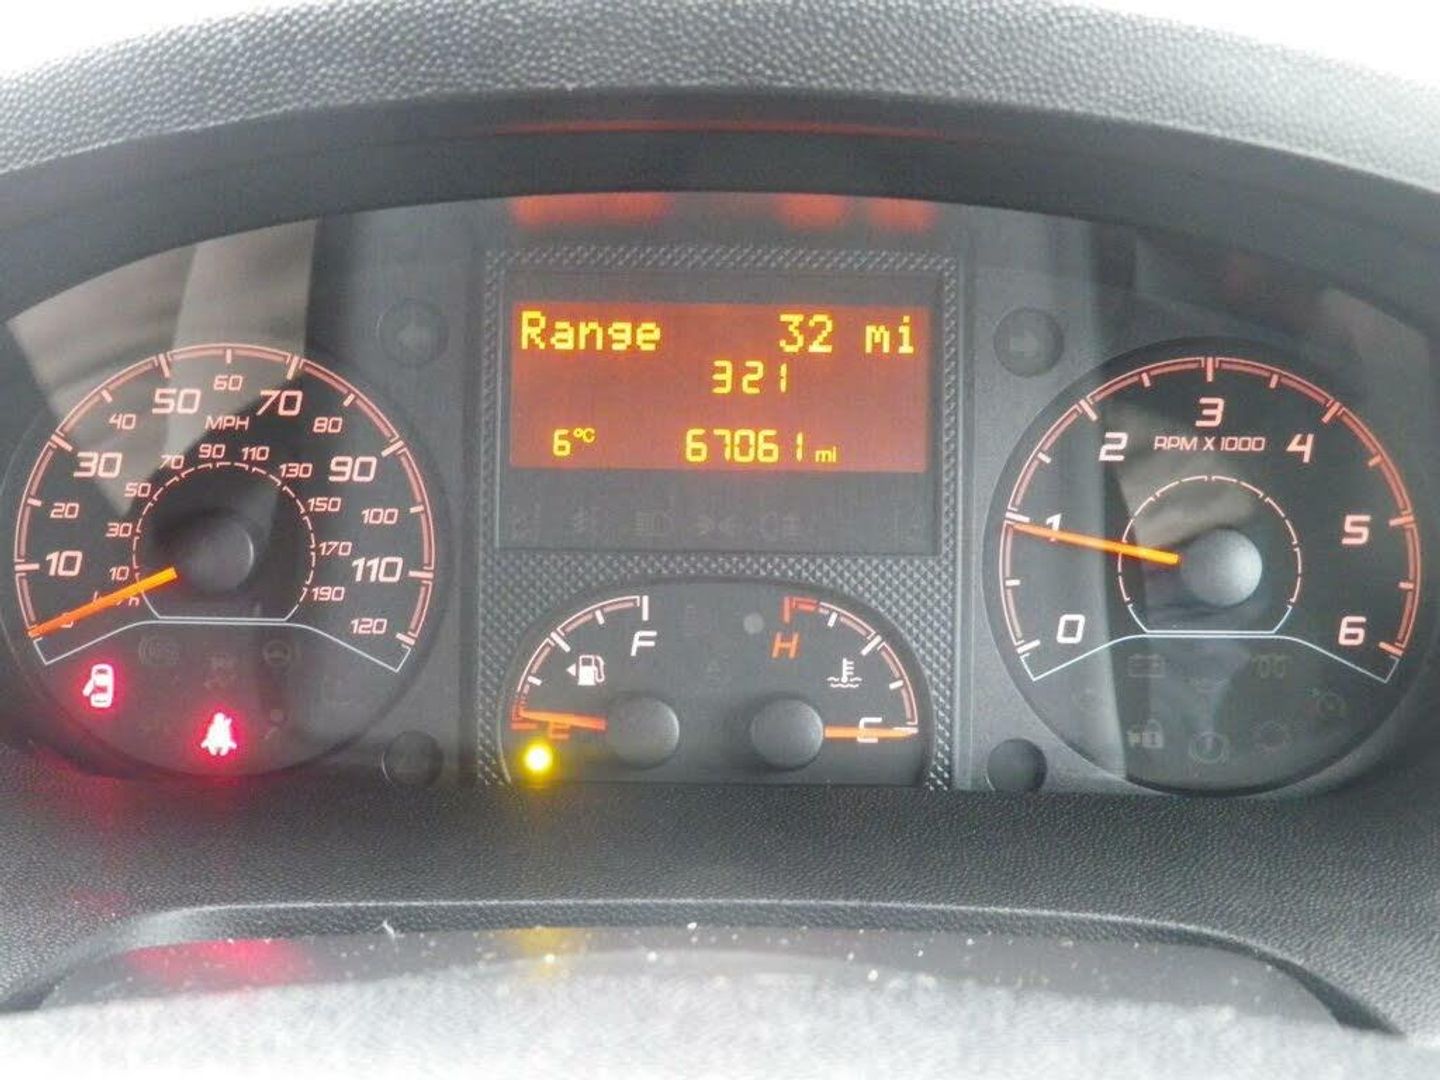 Range 32 mi
321
6°C 67061 mi
0 10 20 30 40 50 60 70 80 90 100 110 120
MPH
10 30 50 70 90 110 130 150 170 190
F
E
H
C
0 1 2 3 4 5 6
RPM X 1000